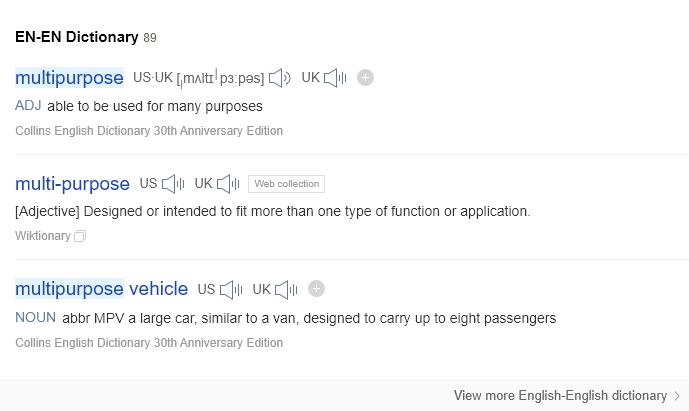 EN-EN Dictionary 89
multipurpose US·UK [ˌmʌltɪˈpɜːpəs] UK
ADJ able to be used for many purposes
Collins English Dictionary 30th Anniversary Edition
multi-purpose US UK Web collection
[Adjective] Designed or intended to fit more than one type of function or application.
Wiktionary
multipurpose vehicle US UK
NOUN abbr MPV a large car, similar to a van, designed to carry up to eight passengers
Collins English Dictionary 30th Anniversary Edition
View more English-English dictionary